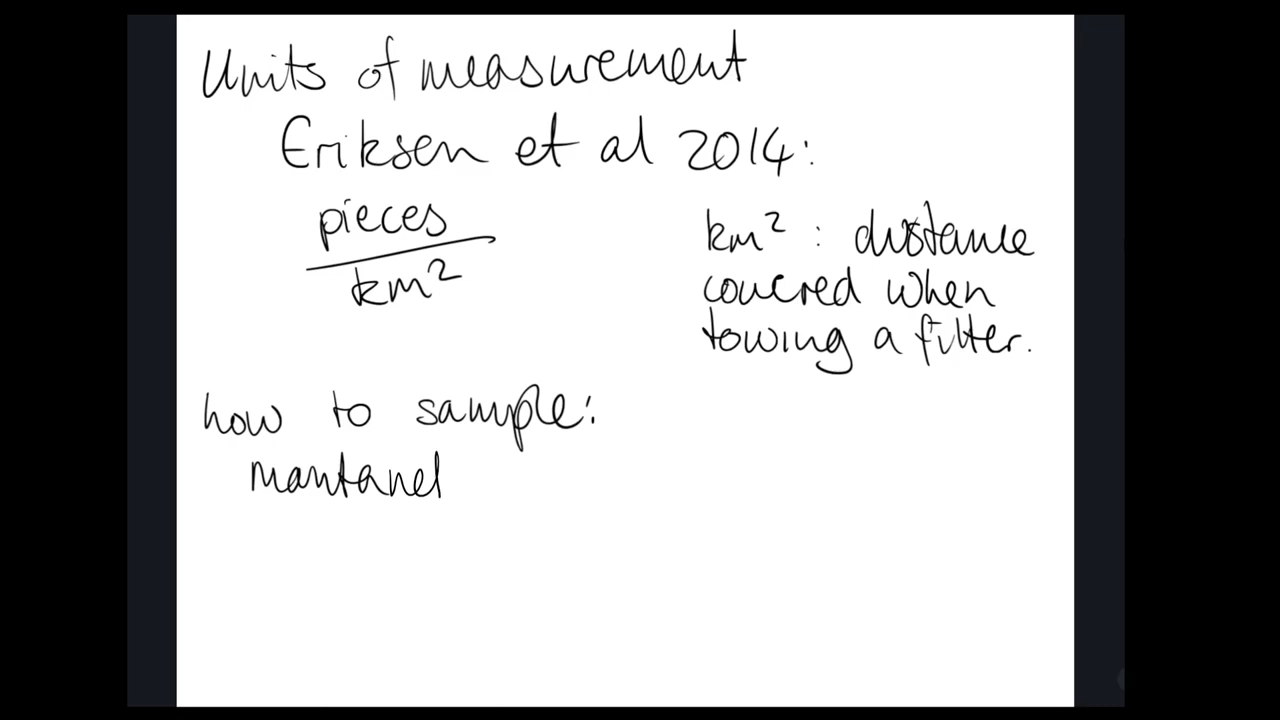 Units of measurement
Eriksen et al 2014:
pieces
km²
km² : distance
covered when
towing a filter.
how to sample:
mantanel